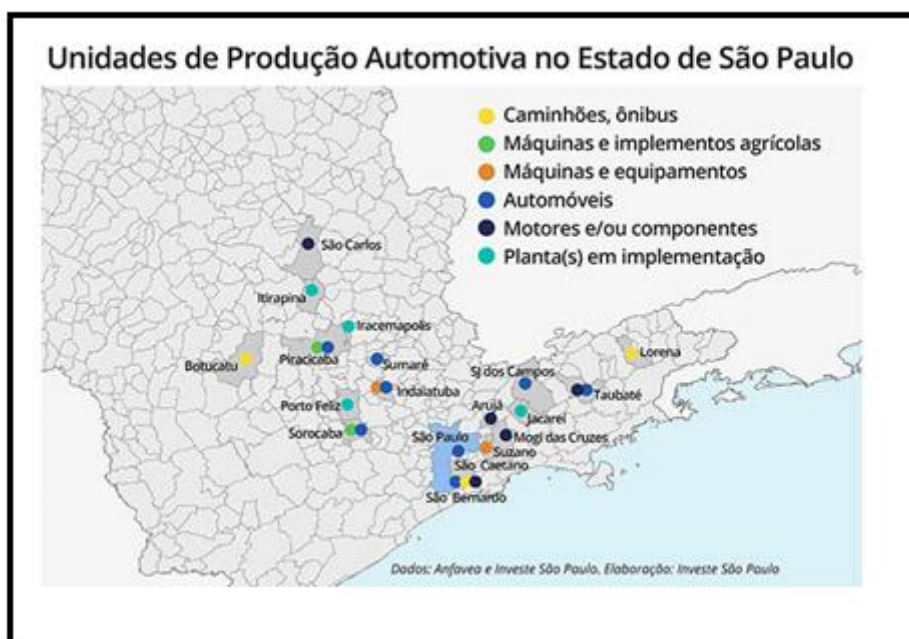 Unidades de Produção Automotiva no Estado de São Paulo
Caminhões, ônibus
Máquinas e implementos agrícolas
Máquinas e equipamentos
Automóveis
Motores e/ou componentes
Planta(s) em implementação
São Carlos
Itirapina
Iracemapolis
Piracicaba
Botucatu
Sumaré
Indaiatuba
Lorena
SJ dos Campos
Taubaté
Porto Feliz
Arujá
Jacareí
Sorocaba
São Paulo
Mogi das Cruzes
Suzano
São Caetano
São Bernardo
Dados: Anfavea e Investe São Paulo. Elaboração: Investe São Paulo